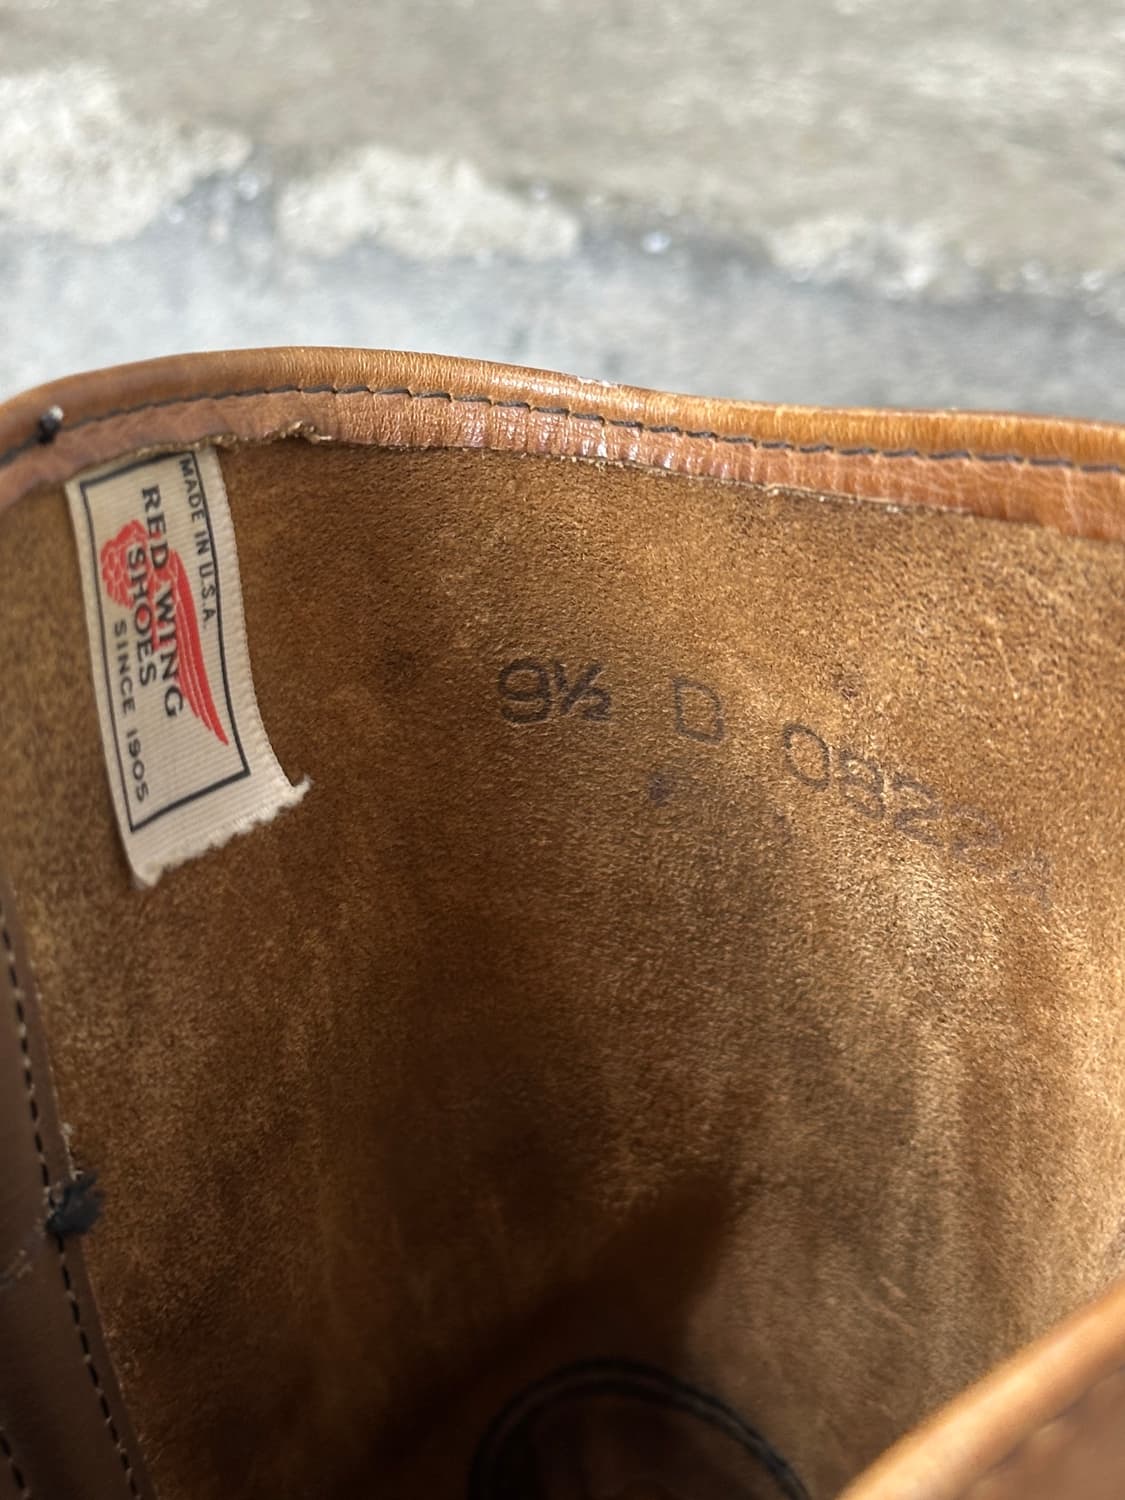 MADE IN U.S.A.
RED WING
SHOES
SINCE 1905
9½ D